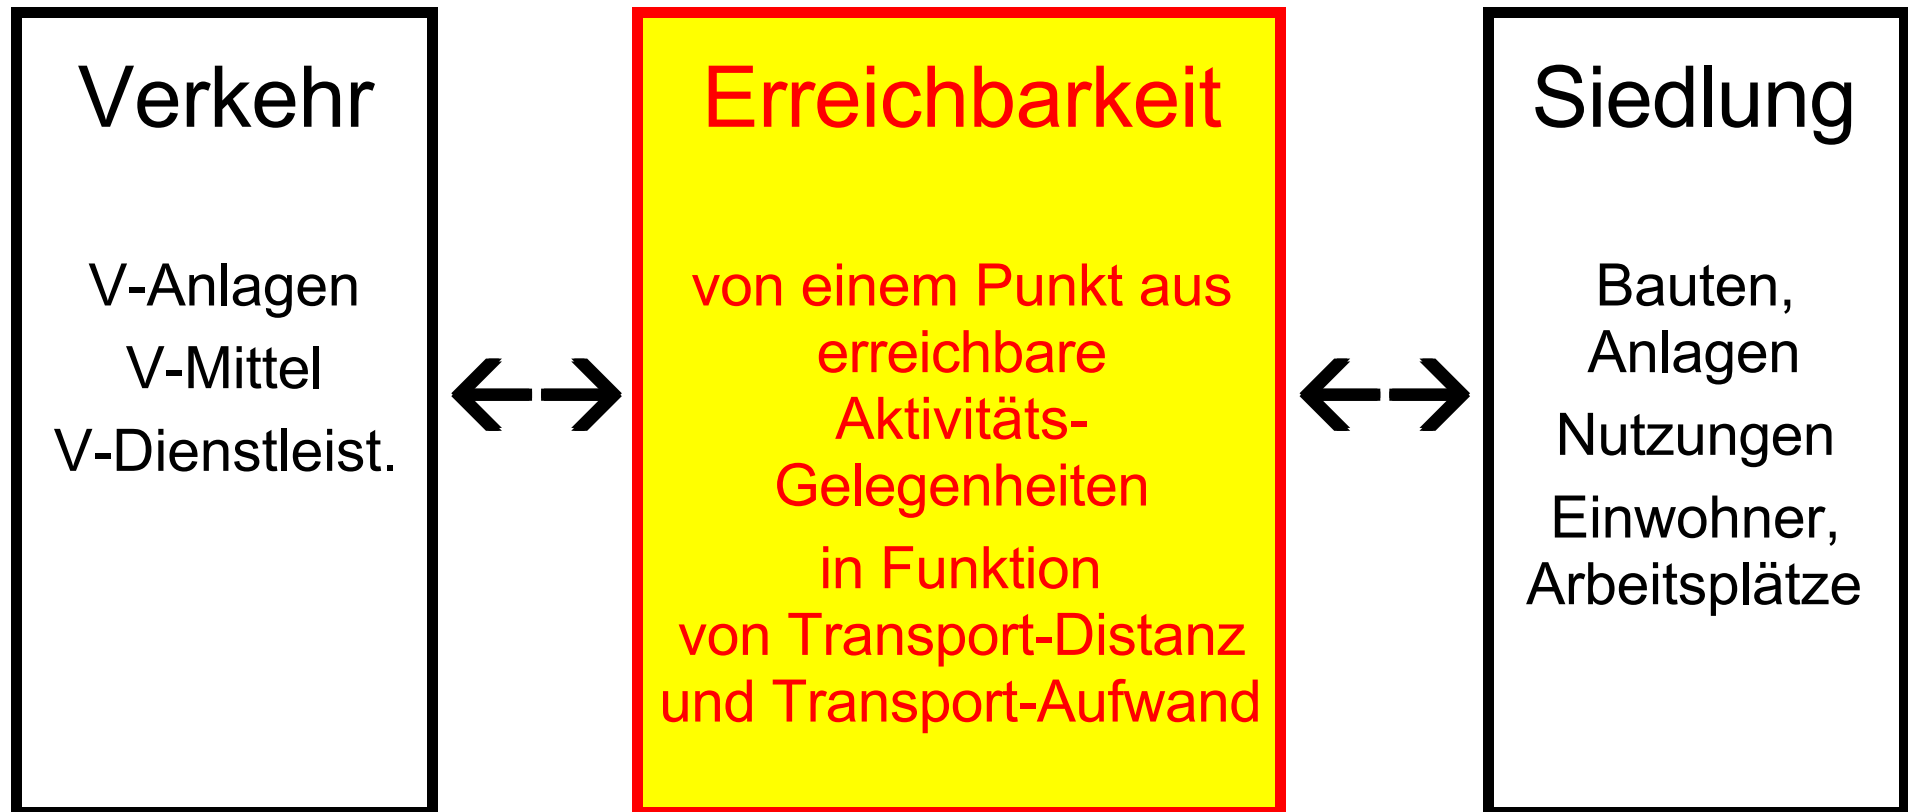 Verkehr
V-Anlagen
V-Mittel
V-Dienstleist.
Erreichbarkeit
von einem Punkt aus
erreichbare
Aktivitäts-
Gelegenheiten
in Funktion
von Transport-Distanz
und Transport-Aufwand
Siedlung
Bauten,
Anlagen
Nutzungen
Einwohner,
Arbeitsplätze